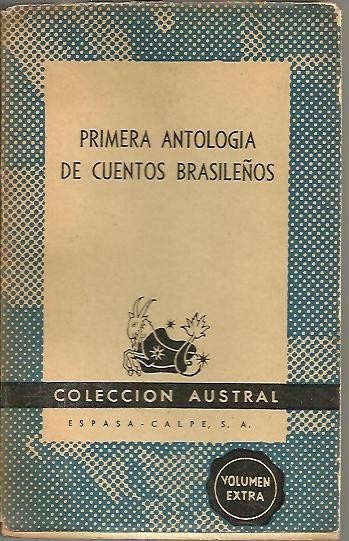 PRIMERA ANTOLOGIA
DE CUENTOS BRASILEÑOS
COLECCION AUSTRAL
ESPASA-CALPE, S. A.
VOLUMEN
EXTRA